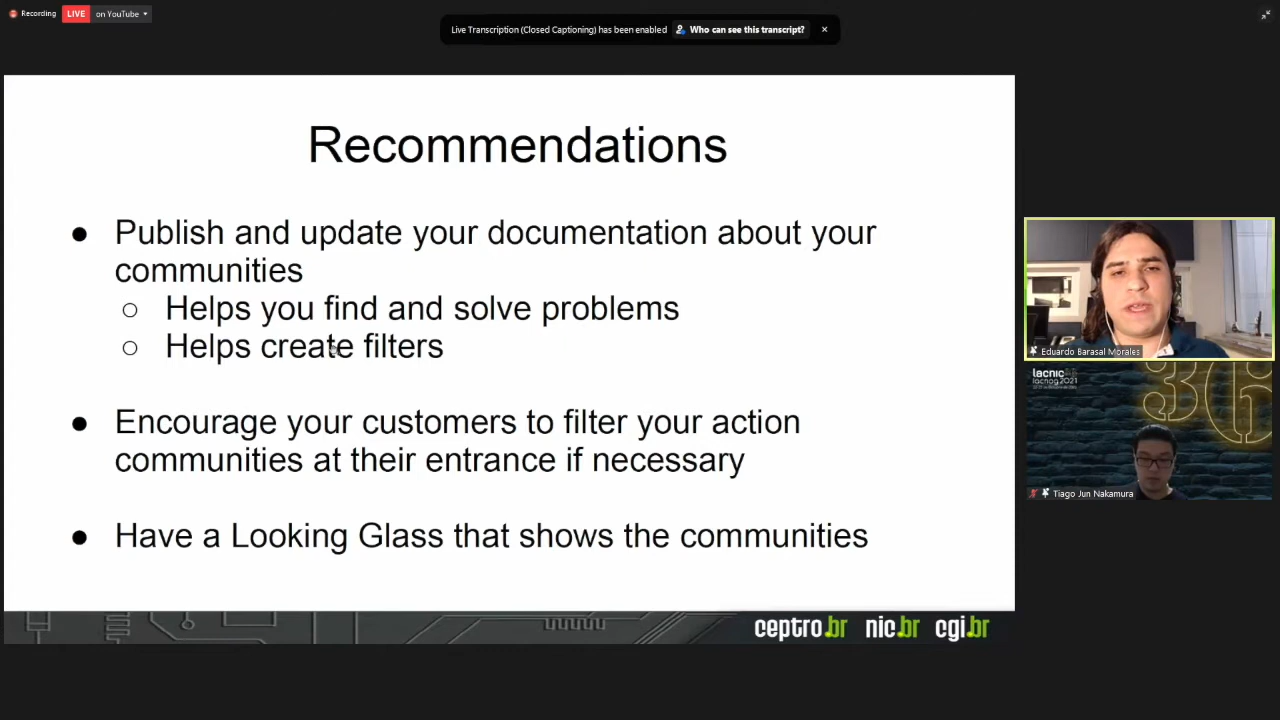 Recording
LIVE
on YouTube
Live Transcription (Closed Captioning) has been enabled
Who can see this transcript?
Recommendations
● Publish and update your documentation about your
communities
○ Helps you find and solve problems
○ Helps create filters
● Encourage your customers to filter your action
communities at their entrance if necessary
● Have a Looking Glass that shows the communities
ceptro.br nic.br cgi.br
Eduardo Barasal Morales
lacnic36
lacnog2021
36
Tiago Jun Nakamura